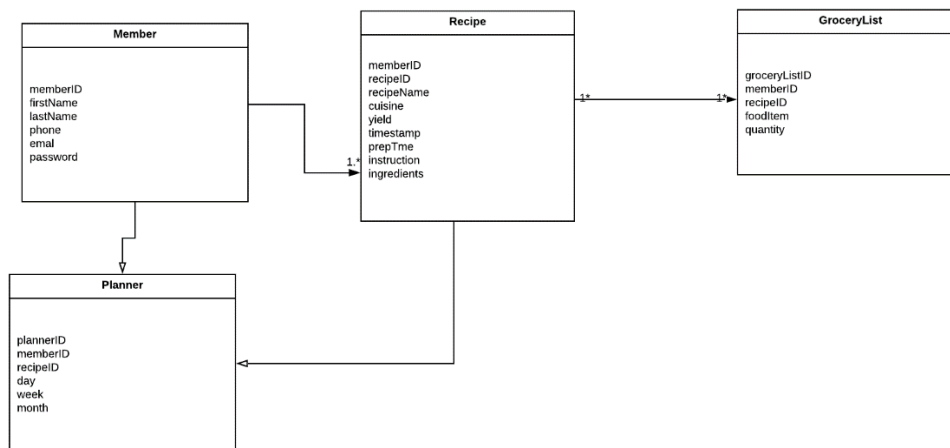 Member
memberID
firstName
lastName
phone
emal
password
Recipe
memberID
recipeID
recipeName
cuisine
yield
timestamp
prepTme
instruction
ingredients
1.*
1*
1*
GroceryList
groceryListID
memberID
recipeID
foodItem
quantity
Planner
plannerID
memberID
recipeID
day
week
month